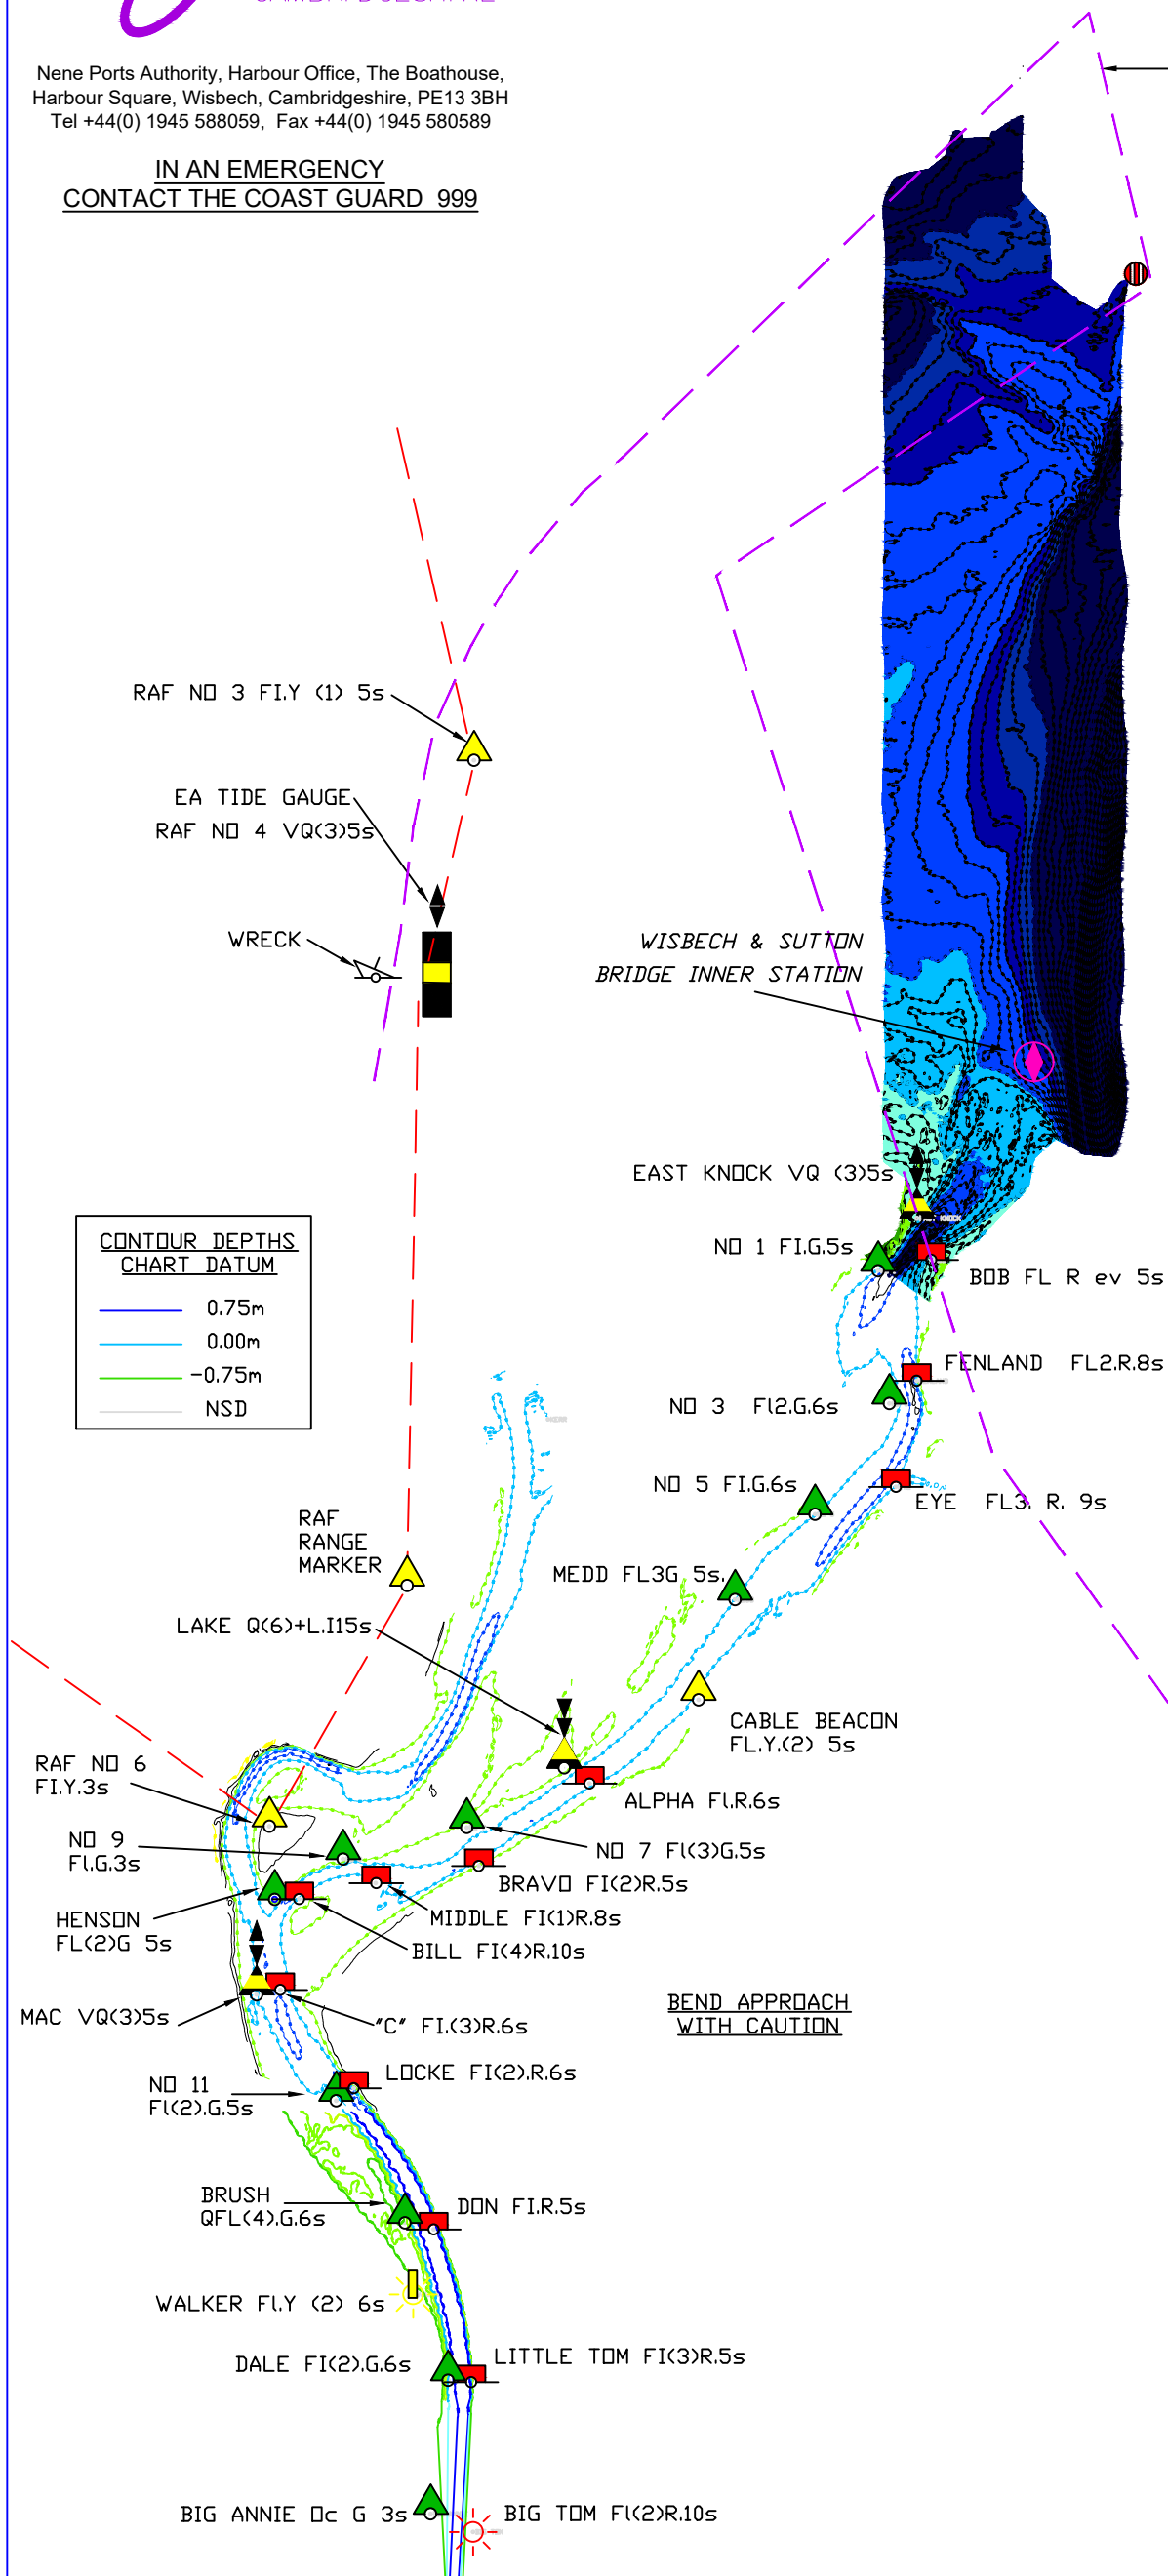 Nene Ports Authority, Harbour Office, The Boathouse,
Harbour Square, Wisbech, Cambridgeshire, PE13 3BH
Tel +44(0) 1945 588059, Fax +44(0) 1945 580589
IN AN EMERGENCY
CONTACT THE COAST GUARD 999
RAF NO 3 FI.Y (1) 5s
EA TIDE GAUGE
RAF NO 4 VQ(3)5s
WRECK
WISBECH & SUTTON
BRIDGE INNER STATION
EAST KNOCK VQ (3)5s
NO 1 FI.G.5s
BOB FL R ev 5s
CONTOUR DEPTHS
CHART DATUM
0.75m
0.00m
-0.75m
NSD
FENLAND FL2.R.8s
NO 3 Fl2.G.6s
NO 5 FI.G.6s
EYE FL3. R. 9s
RAF
RANGE
MARKER
MEDD FL3G 5s.
LAKE Q(6)+L.I15s
CABLE BEACON
FL.Y.(2) 5s
RAF NO 6
FI.Y.3s
ALPHA Fl.R.6s
NO 9
Fl.G.3s
NO 7 Fl(3)G.5s
BRAVO FI(2)R.5s
HENSON
FL(2)G 5s
MIDDLE FI(1)R.8s
BILL FI(4)R.10s
MAC VQ(3)5s
"C" FI.(3)R.6s
BEND APPROACH
WITH CAUTION
LOCKE FI(2).R.6s
NO 11
Fl(2).G.5s
BRUSH
QFL(4).G.6s
DON FI.R.5s
WALKER Fl.Y (2) 6s
DALE FI(2).G.6s
LITTLE TOM FI(3)R.5s
BIG ANNIE Oc G 3s
BIG TOM Fl(2)R.10s